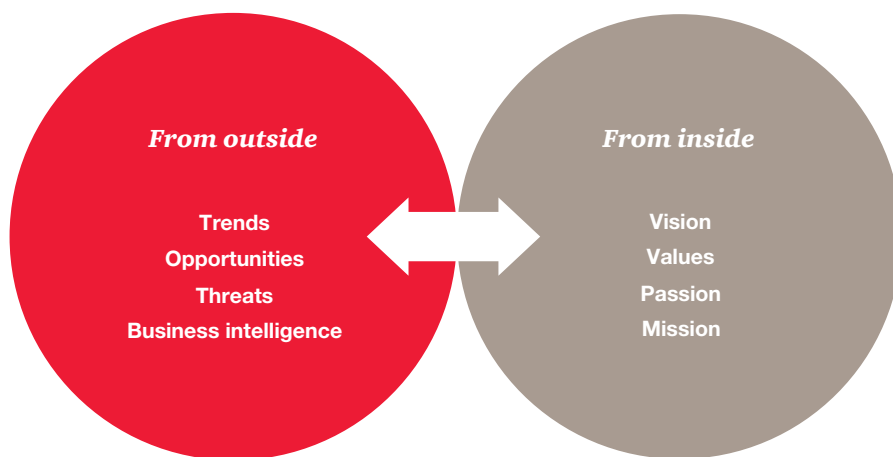 From outside
Trends
Opportunities
Threats
Business intelligence
From inside
Vision
Values
Passion
Mission